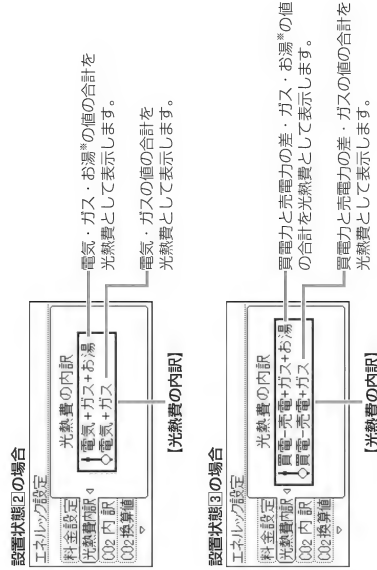 設置状態2の場合
エネルック設定
料金設定
光熱費内訳
CO2 内 訳
CO2換算値
光熱費の内訳
電気+ガス+お湯
電気+ガス
【光熱費の内訳】
電気・ガス・お湯※の値の合計を
光熱費として表示します。
電気・ガスの値の合計を
光熱費として表示します。
設置状態3の場合
エネルック設定
料金設定
光熱費内訳
CO2 内 訳
CO2換算値
光熱費の内訳
買電-売電+ガス+お湯
買電-売電+ガス
【光熱費の内訳】
買電力と売電力の差・ガス・お湯※の値
の合計を光熱費として表示します。
買電力と売電力の差・ガスの値の合計を
光熱費として表示します。